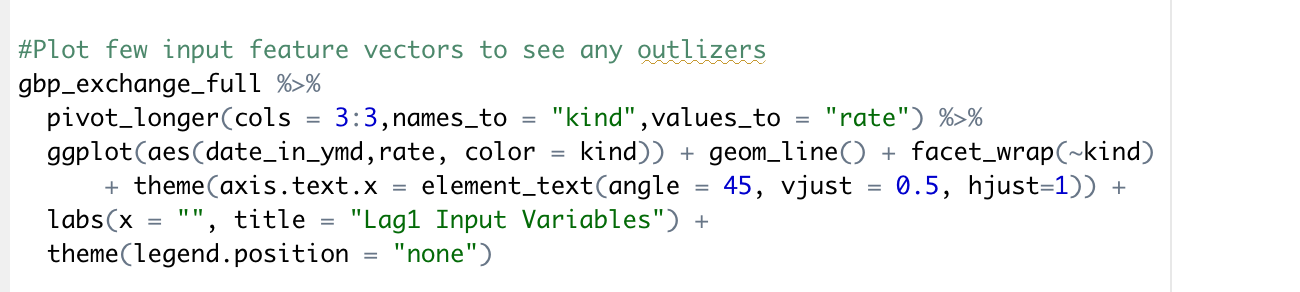 #Plot few input feature vectors to see any outlizers
gbp_exchange_full %>%
  pivot_longer(cols = 3:3,names_to = "kind",values_to = "rate") %>%
  ggplot(aes(date_in_ymd,rate, color = kind)) + geom_line() + facet_wrap(~kind)
      + theme(axis.text.x = element_text(angle = 45, vjust = 0.5, hjust=1)) +
  labs(x = "", title = "Lag1 Input Variables") +
  theme(legend.position = "none")